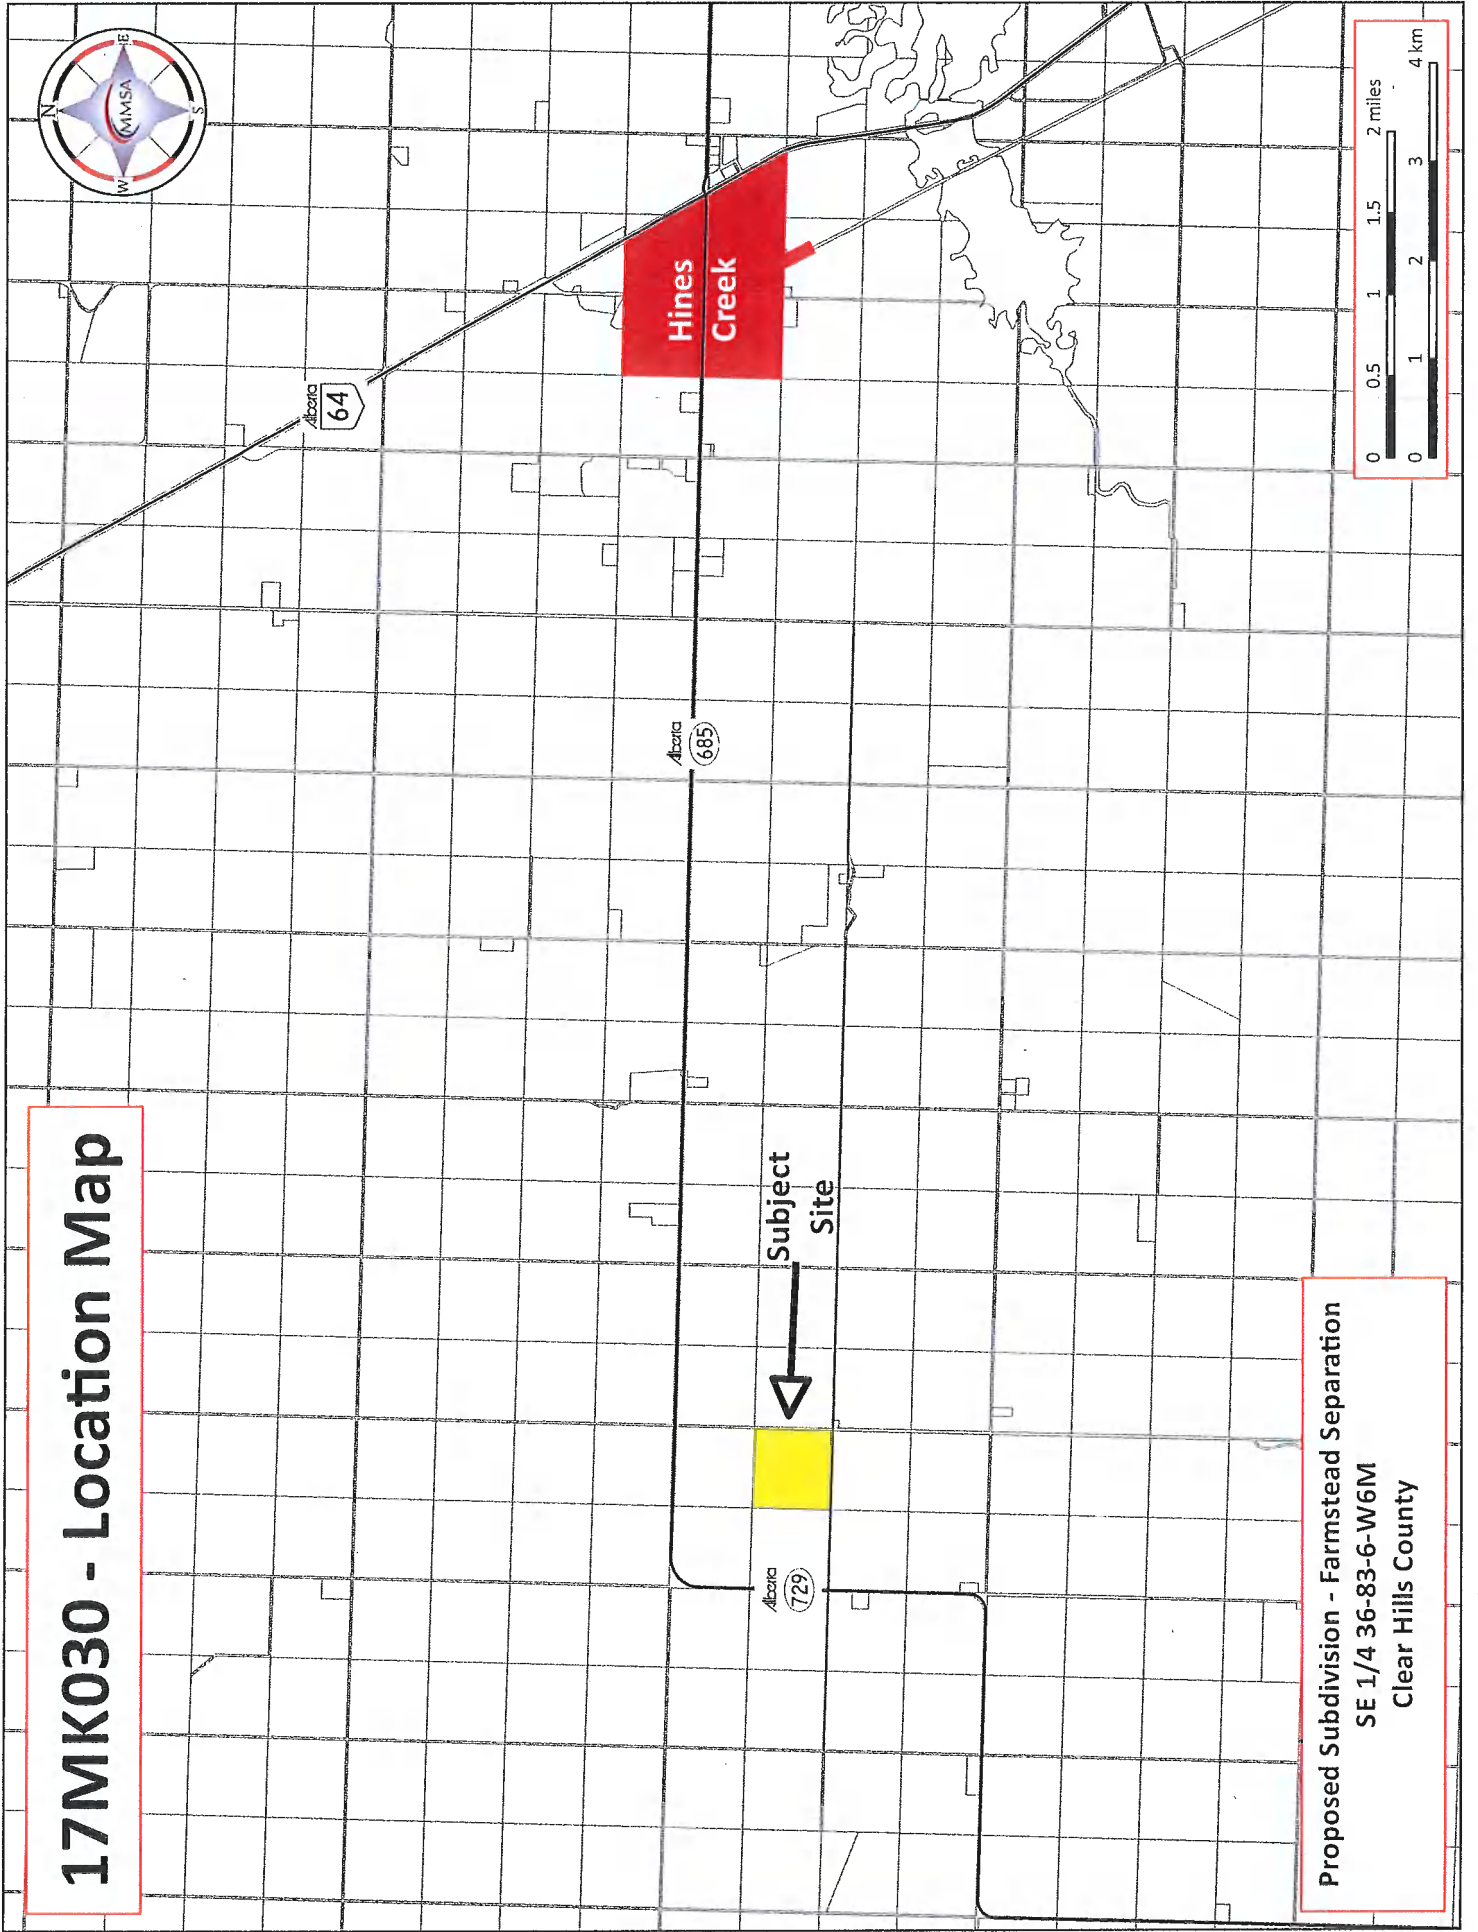 17MK030 - Location Map
N
E
S
W
MMSA
Alberta
64
Hines
Creek
Alberta
685
Subject
Site
Alberta
729
Proposed Subdivision - Farmstead Separation
SE 1/4 36-83-6-W6M
Clear Hills County
0 0.5 1 1.5 2 miles
0 1 2 3 4 km